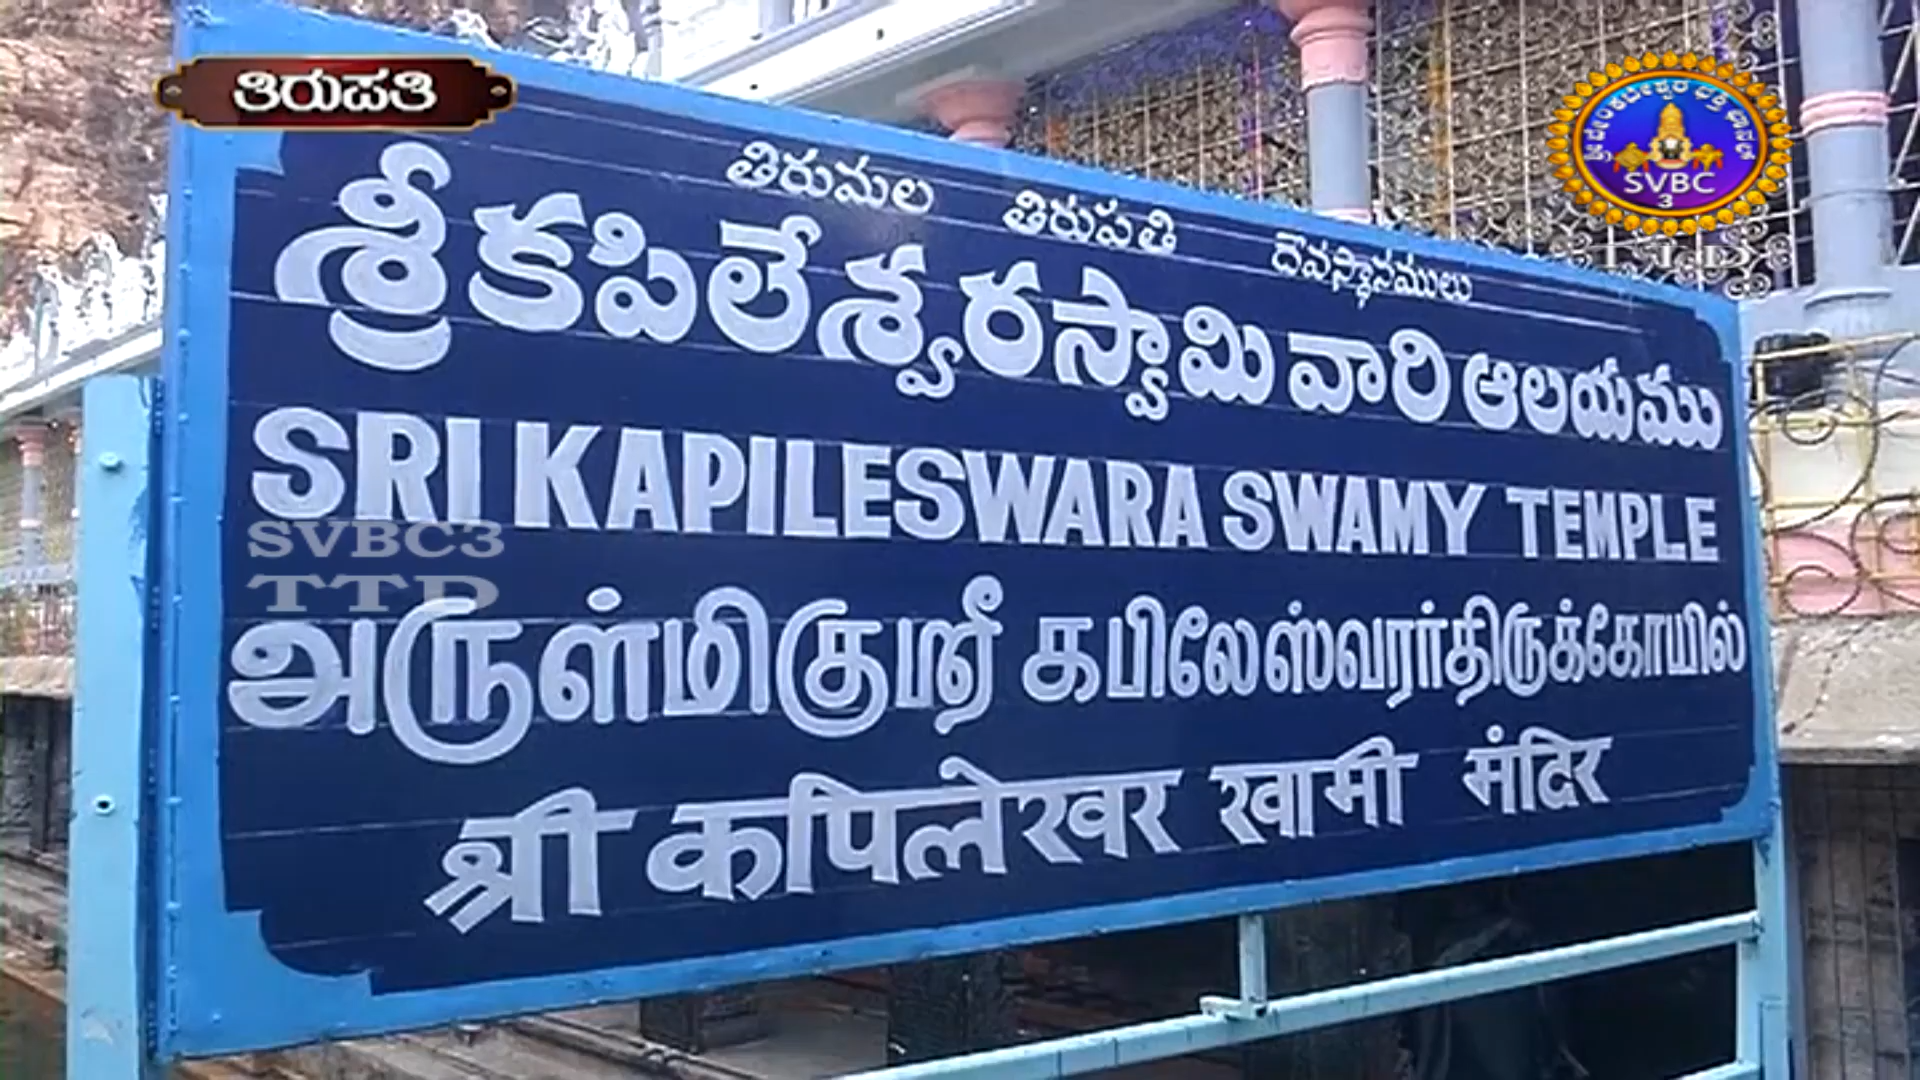 ತಿರುಪತಿ
SVBC
3
తిరుమల తిరుపతి దేవస్థానములు
శ్రీకపిలేశ్వరస్వామి వారి ఆలయము
SRI KAPILESWARA SWAMY TEMPLE
SVBC3
TTD
அருள்மிகு ஸ்ரீ கபிலேஸ்வரர்திருக்கோயில்
श्री कपिलेश्वर स्वामी मंदिर